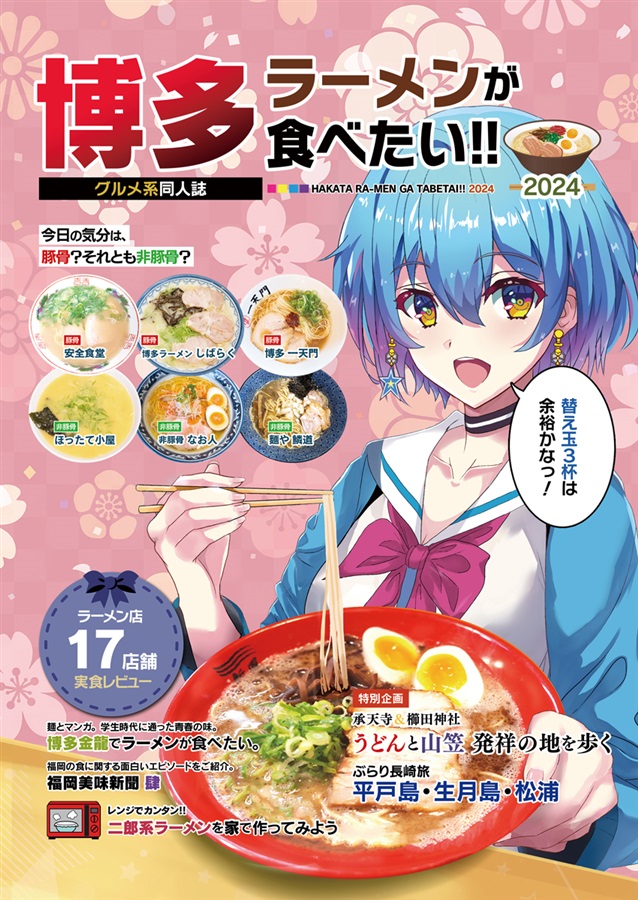 博多
ラーメンが
食べたい!!
グルメ系同人誌
HAKATA RA-MEN GA TABETAI!! 2024
2024
今日の気分は、
豚骨?それとも非豚骨?
豚骨
安全食堂
豚骨
博多ラーメン しばらく
一天門
豚骨
博多 一天門
非豚骨
ほったて小屋
非豚骨
非豚骨 なお人
非豚骨
麺や 鱗道
替え玉3杯は
余裕かなっ!
ラーメン店
17店舗
実食レビュー
特別企画
承天寺&櫛田神社
うどんと山笠 発祥の地を歩く
ぶらり長崎旅
平戸島・生月島・松浦
麺とマンガ。学生時代に通った青春の味。
博多金龍でラーメンが食べたい。
福岡の食に関する面白いエピソードをご紹介。
福岡美味新聞 肆
レンジでカンタン!!
二郎系ラーメンを家で作ってみよう